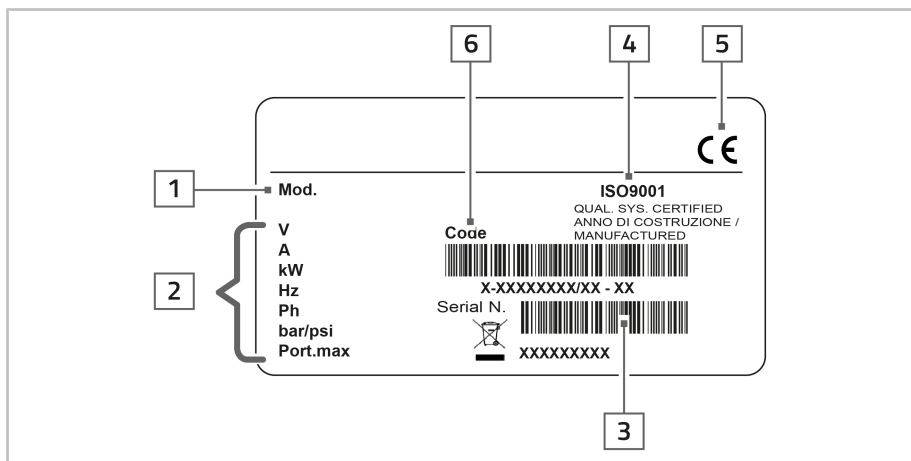 6
4
5
CE
1
Mod.
ISO9001
QUAL. SYS. CERTIFIED
ANNO DI COSTRUZIONE /
MANUFACTURED
2
V
A
kW
Hz
Ph
bar/psi
Port.max
Code
X-XXXXXXXX/XX - XX
Serial N.
XXXXXXXXX
3